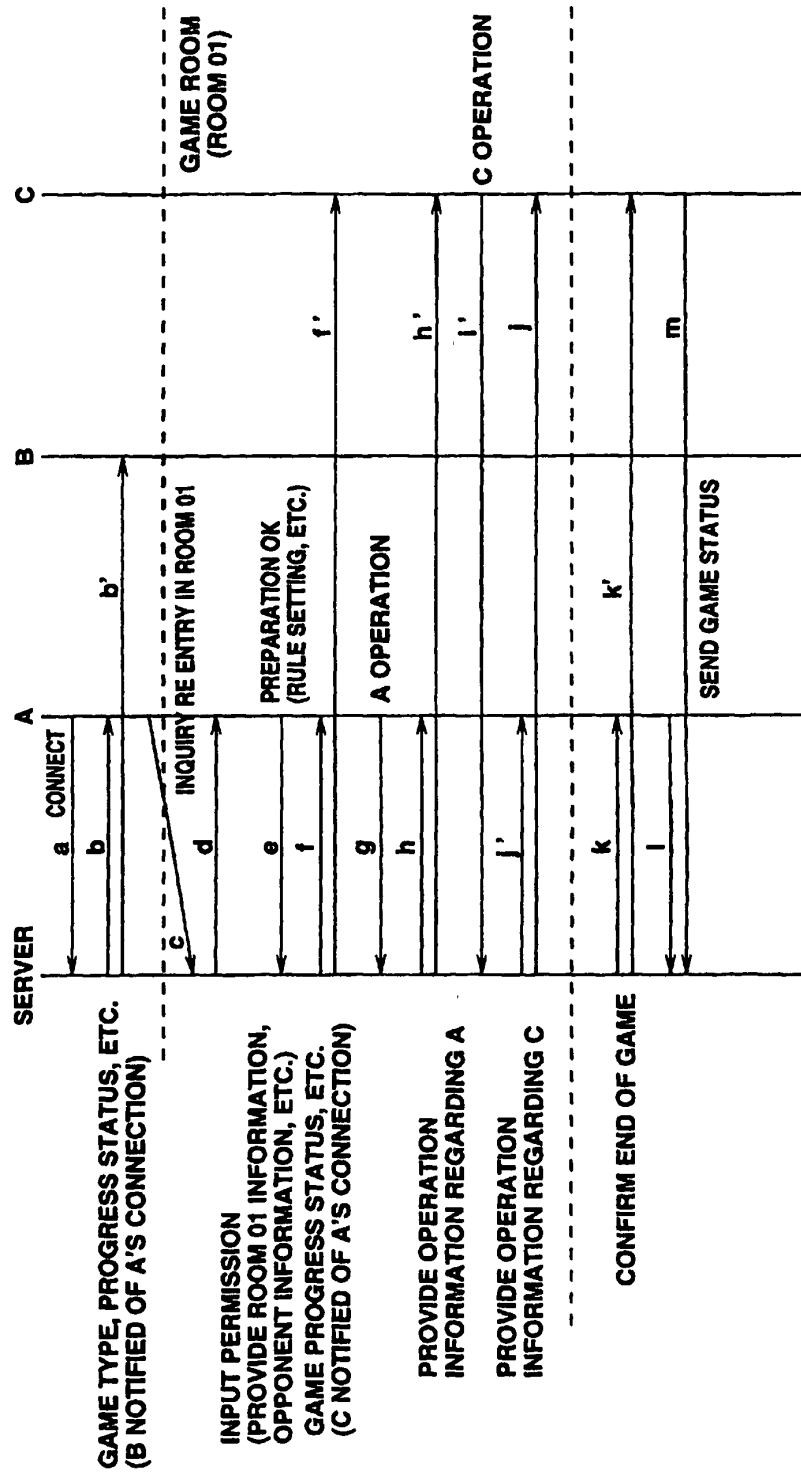 SERVER
A
B
C
a
CONNECT
b
GAME TYPE, PROGRESS STATUS, ETC.
(B NOTIFIED OF A'S CONNECTION)
b'
GAME ROOM
(ROOM 01)
c
INQUIRY RE ENTRY IN ROOM 01
d
INPUT PERMISSION
(PROVIDE ROOM 01 INFORMATION,
OPPONENT INFORMATION, ETC.)
e
PREPARATION OK
(RULE SETTING, ETC.)
f
GAME PROGRESS STATUS, ETC.
(C NOTIFIED OF A'S CONNECTION)
f'
g
A OPERATION
h
h'
PROVIDE OPERATION
INFORMATION REGARDING A
i'
C OPERATION
j'
j
PROVIDE OPERATION
INFORMATION REGARDING C
k
k'
CONFIRM END OF GAME
l
m
SEND GAME STATUS